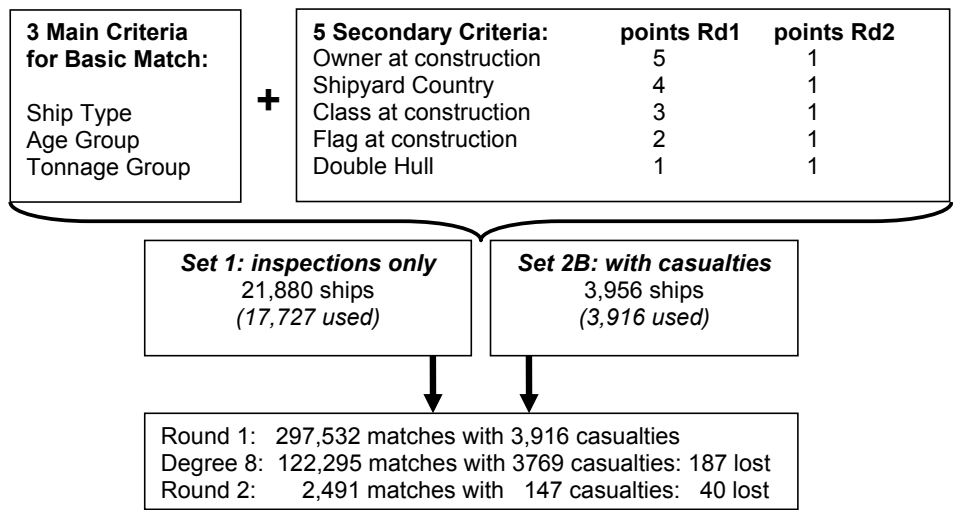 3 Main Criteria
for Basic Match:
Ship Type
Age Group
Tonnage Group
+
5 Secondary Criteria: points Rd1 points Rd2
Owner at construction 5 1
Shipyard Country 4 1
Class at construction 3 1
Flag at construction 2 1
Double Hull 1 1
Set 1: inspections only
21,880 ships
(17,727 used)
Set 2B: with casualties
3,956 ships
(3,916 used)
Round 1: 297,532 matches with 3,916 casualties
Degree 8: 122,295 matches with 3769 casualties: 187 lost
Round 2: 2,491 matches with 147 casualties: 40 lost